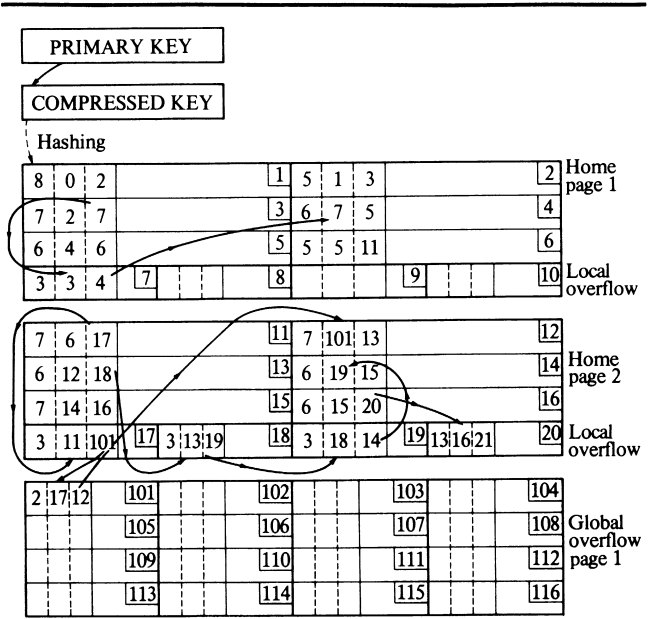 PRIMARY KEY
COMPRESSED KEY
Hashing
8 0 2 1 5 1 3 2 Home
page 1
7 2 7 3 6 7 5 4
6 4 6 5 5 5 11 6
3 3 4 7 8 9 10 Local
overflow
7 6 17 11 7 101 13 12
6 12 18 13 6 19 15 14 Home
page 2
7 14 16 15 6 15 20 16
3 11 101 17 3 13 19 18 3 18 14 19 13 16 21 20 Local
overflow
2 17 12 101 102 103 104
105 106 107 108 Global
overflow
109 110 111 112 page 1
113 114 115 116